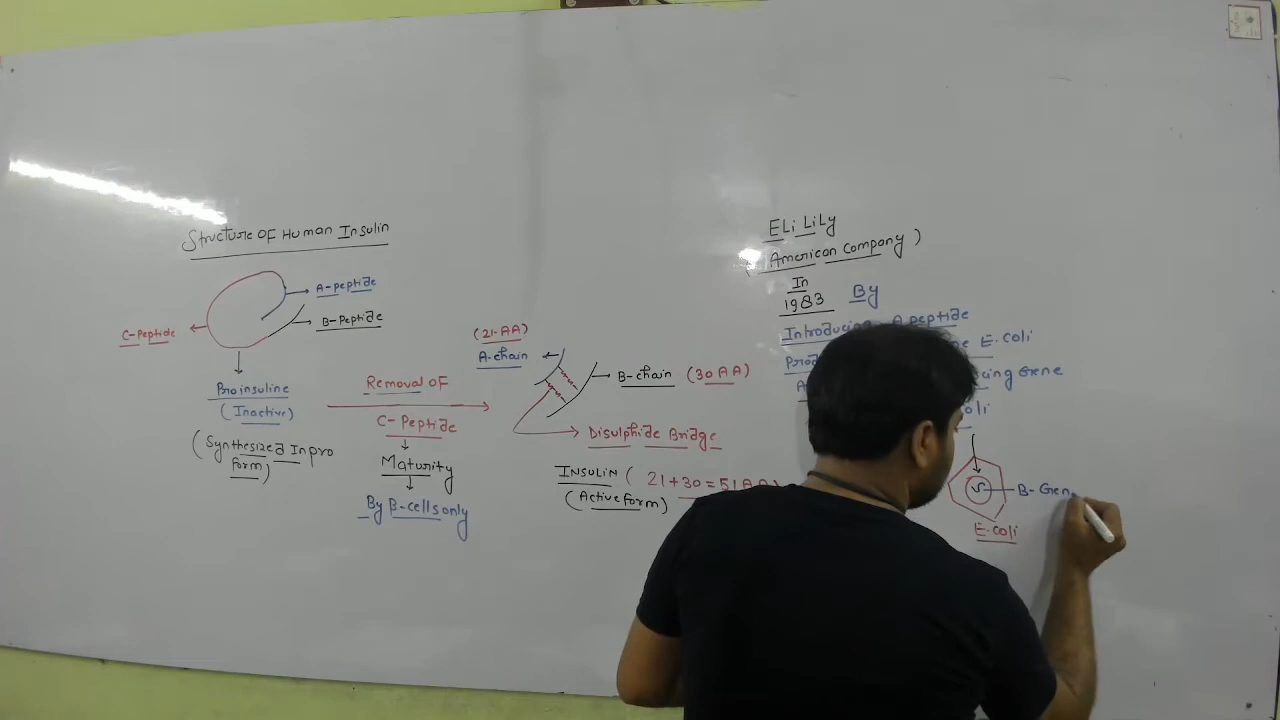 Structure of Human Insulin
A-peptide
B-Peptide
C-Peptide
Proinsuline
(Inactive)
(Synthesized In pro
form)
Removal of
C-Peptide
Maturity
By B-cells only
(21-AA)
A-chain
B-chain (30 AA)
Disulphide Bridge
INSULIN ( 21+30=51 AA)
(Active form)
ELi LiLy
( American company )
In
1983 By
Introducing A peptide
E.coli
Gene
E.coli
B-Gen